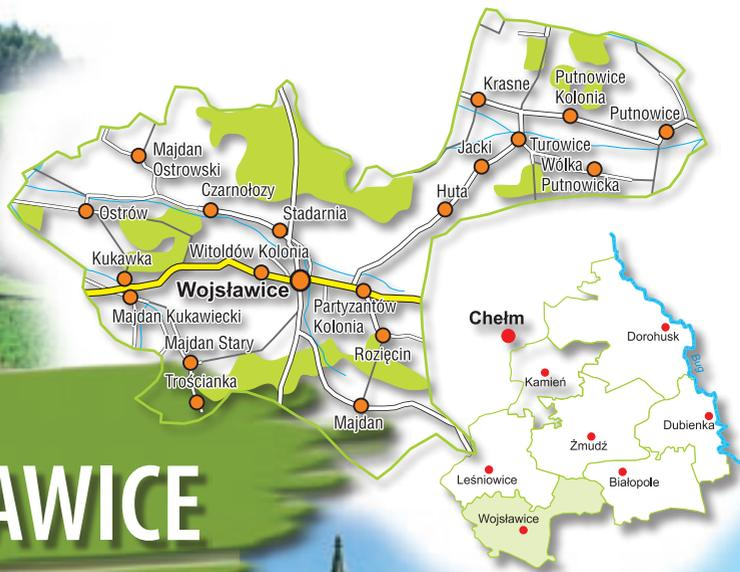 Krasne
Putnowice
Kolonia
Putnowice
Majdan
Ostrowski
Jacki
Turowice
Wólka
Putnowicka
Czarnołozy
Huta
Ostrów
Stadarnia
Kukawka
Witoldów Kolonia
Wojsławice
Majdan Kukawiecki
Partyzantów
Kolonia
Majdan Stary
Rozięcin
Trościanka
Majdan
Chełm
Dorohusk
Bug
Kamień
Dubienka
Żmudź
Leśniowice
Białopole
Wojsławice
AWICE